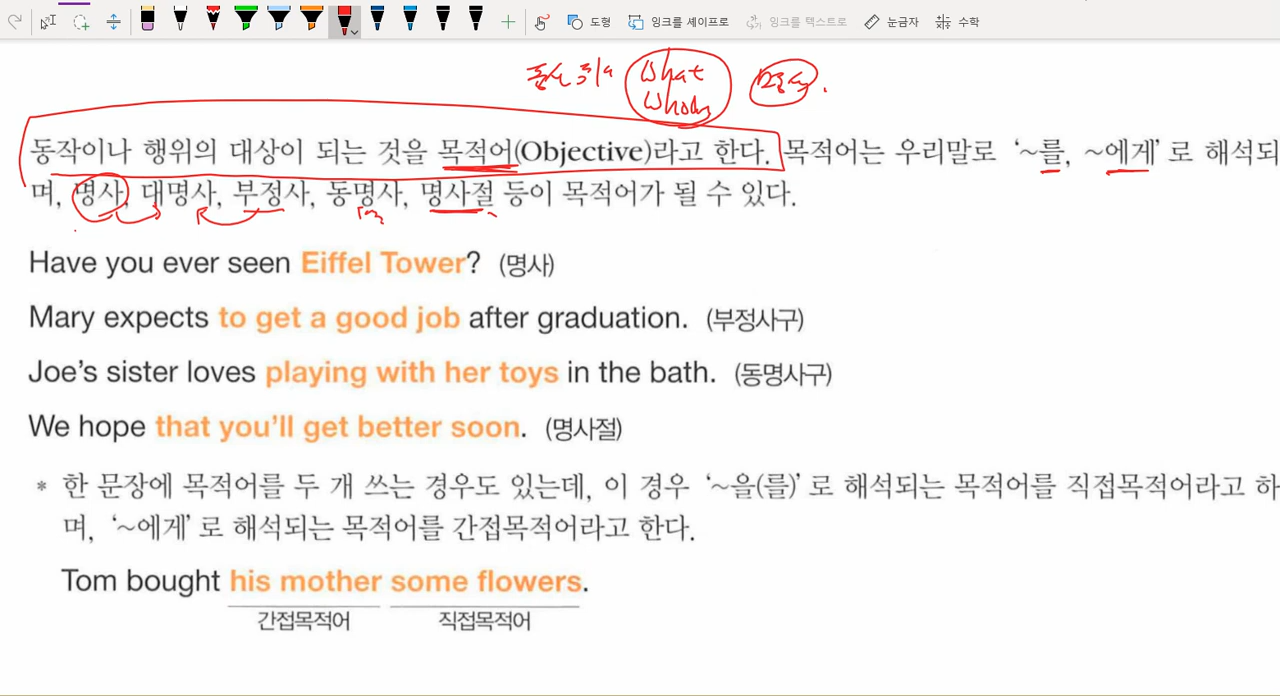 도형
잉크를 셰이프로
잉크를 텍스트로
눈금자
수학
What
동작이나 행위의 대상이 되는 것을 목적어(Objective)라고 한다. 목적어는 우리말로 ‘~를, ~에게’로 해석되
며, 명사, 대명사, 부정사, 동명사, 명사절 등이 목적어가 될 수 있다.
Have you ever seen Eiffel Tower? (명사)
Mary expects to get a good job after graduation. (부정사구)
Joe’s sister loves playing with her toys in the bath. (동명사구)
We hope that you’ll get better soon. (명사절)
* 한 문장에 목적어를 두 개 쓰는 경우도 있는데, 이 경우 ‘~을(를)’로 해석되는 목적어를 직접목적어라고 하
며, ‘~에게’로 해석되는 목적어를 간접목적어라고 한다.
Tom bought his mother some flowers.
간접목적어 직접목적어